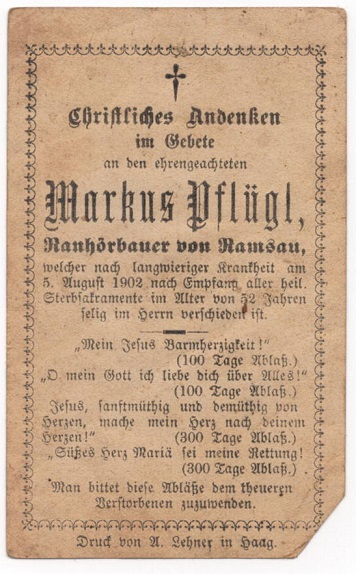 Christliches Andenken
im Gebete
an den ehrengeachteten
Markus Pflügl,
Ranhörbauer von Ramsau,
welcher nach langwieriger Krankheit am
5. August 1902 nach Empfang aller heil.
Sterbsakramente im Alter von 52 Jahren
selig im Herrn verschieden ist.
„Mein Jesus Barmherzigkeit!"
(100 Tage Ablaß.)
„O mein Gott ich liebe dich über Alles!"
(100 Tage Ablaß.)
Jesus, sanftmüthig und demüthig von
Herzen, mache mein Herz nach deinem
Herzen!" (300 Tage Ablaß.)
„Süßes Herz Mariä sei meine Rettung!
(300 Tage Ablaß.)
Man bittet diese Abläße dem theueren
Verstorbenen zuzuwenden.
Druck von A. Lehner in Haag.